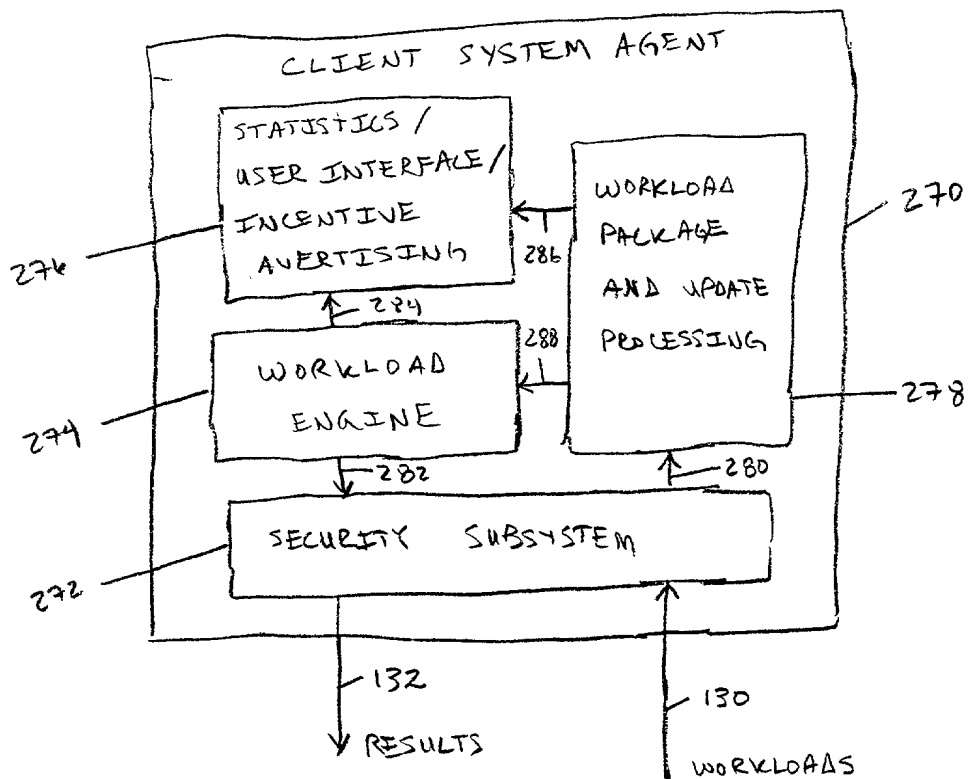 CLIENT SYSTEM AGENT
STATISTICS /
USER INTERFACE /
INCENTIVE
AVERTISING
276
284
286
WORKLOAD
PACKAGE
AND UPDATE
PROCESSING
270
278
288
WORKLOAD
ENGINE
274
282
280
SECURITY SUBSYSTEM
272
132
RESULTS
130
WORKLOADS